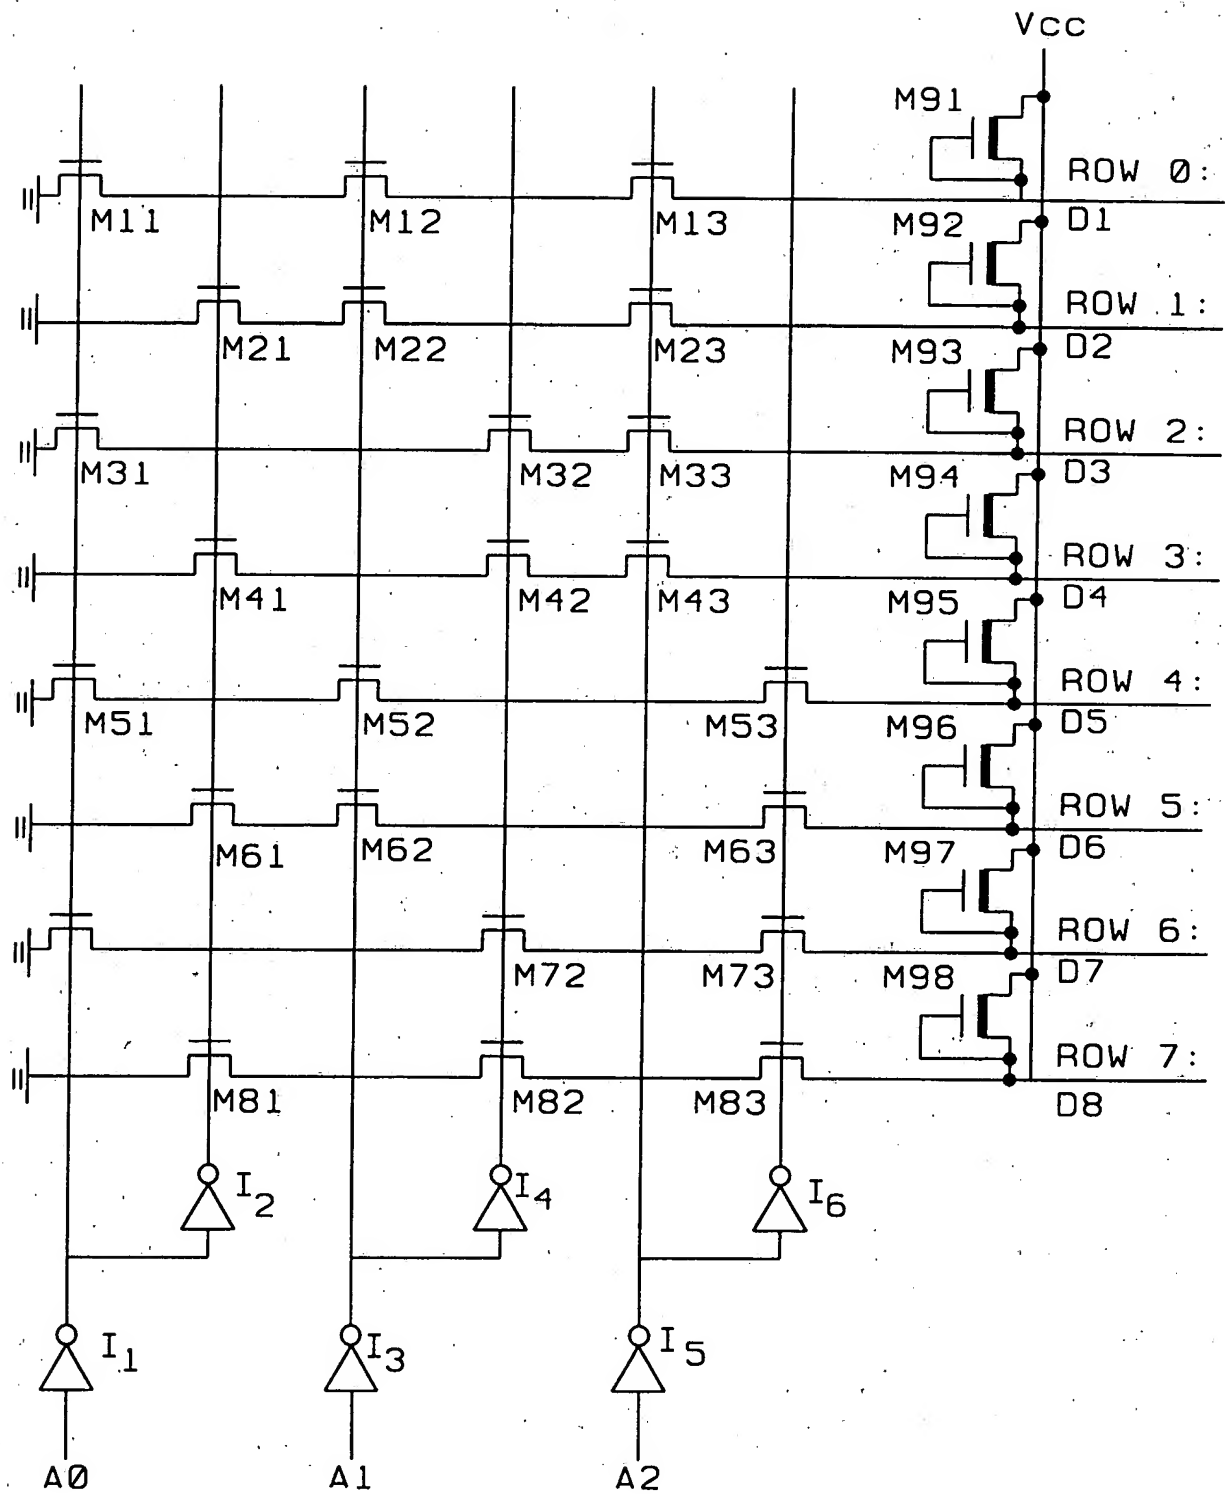 Vcc
M91
ROW 0:
M11 M12 M13 M92 D1
ROW 1:
M21 M22 M23 M93 D2
ROW 2:
M31 M32 M33 M94 D3
ROW 3:
M41 M42 M43 M95 D4
ROW 4:
M51 M52 M53 M96 D5
ROW 5:
M61 M62 M63 M97 D6
ROW 6:
M72 M73 M98 D7
ROW 7:
M81 M82 M83 D8
I2 I4 I6
I1 I3 I5
A0 A1 A2